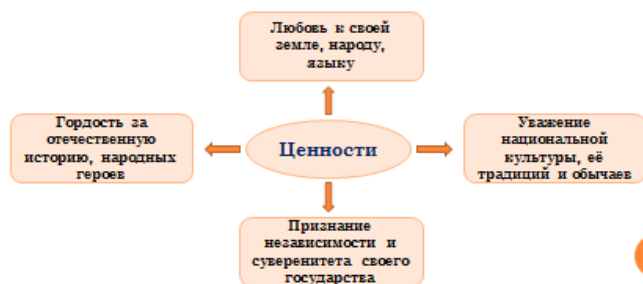 Любовь к своей
земле, народу,
языку
Гордость за
отечественную
историю, народных
героев
Ценности
Уважение
национальной
культуры, её
традиций и обычаев
Признание
независимости и
суверенитета своего
государства